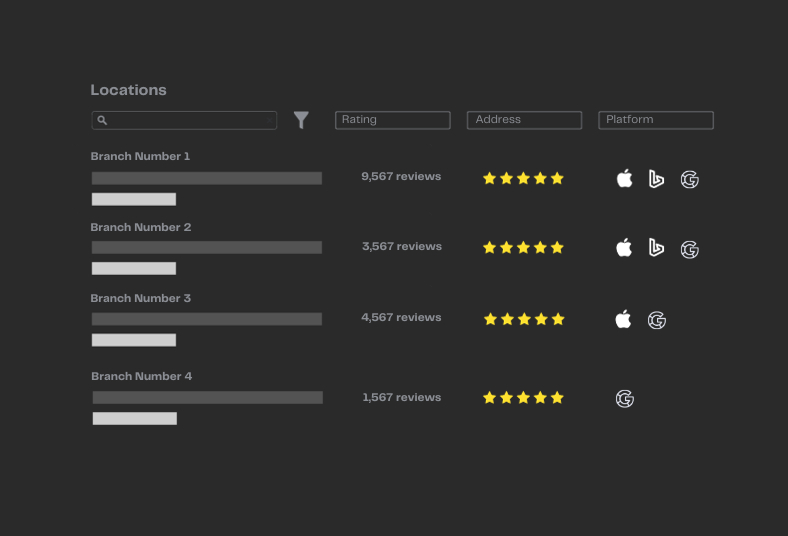 Locations
Rating Address Platform
Branch Number 1
9,567 reviews
Branch Number 2
3,567 reviews
Branch Number 3
4,567 reviews
Branch Number 4
1,567 reviews